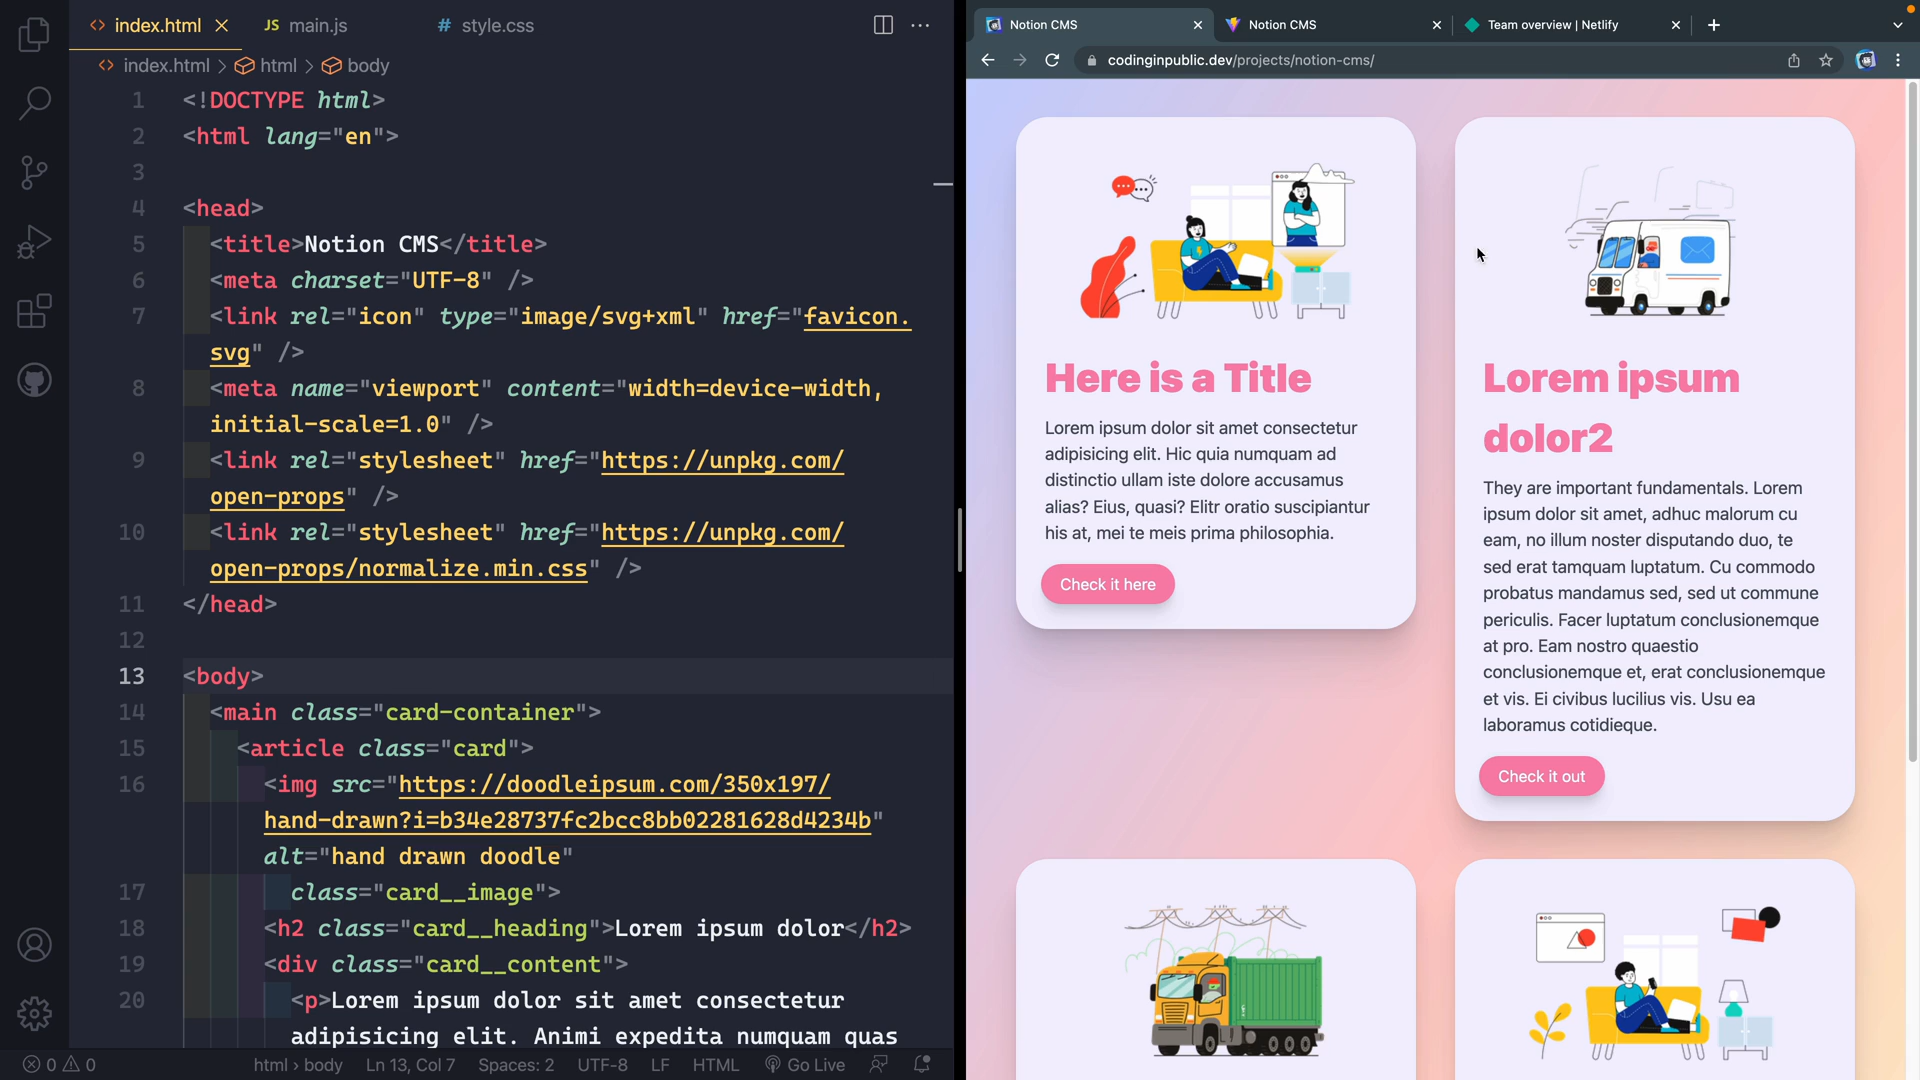 index.html
JS main.js
# style.css
index.html > html > body
1 <!DOCTYPE html>
2 <html lang="en">
3
4 <head>
5 <title>Notion CMS</title>
6 <meta charset="UTF-8" />
7 <link rel="icon" type="image/svg+xml" href="favicon.
svg" />
8 <meta name="viewport" content="width=device-width,
initial-scale=1.0" />
9 <link rel="stylesheet" href="https://unpkg.com/
open-props" />
10 <link rel="stylesheet" href="https://unpkg.com/
open-props/normalize.min.css" />
11 </head>
12
13 <body>
14 <main class="card-container">
15 <article class="card">
16 <img src="https://doodleipsum.com/350x197/
hand-drawn?i=b34e28737fc2bcc8bb02281628d4234b"
alt="hand drawn doodle"
17 class="card__image">
18 <h2 class="card__heading">Lorem ipsum dolor</h2>
19 <div class="card__content">
20 <p>Lorem ipsum dolor sit amet consectetur
adipisicing elit. Animi expedita numquam quas
0 0
html > body
Ln 13, Col 7
Spaces: 2
UTF-8
LF
HTML
Go Live
Notion CMS
Notion CMS
Team overview | Netlify
codinginpublic.dev/projects/notion-cms/
Here is a Title
Lorem ipsum dolor sit amet consectetur
adipisicing elit. Hic quia numquam ad
distinctio ullam iste dolore accusamus
alias? Eius, quasi? Elitr oratio suscipiantur
his at, mei te meis prima philosophia.
Check it here
Lorem ipsum
dolor2
They are important fundamentals. Lorem
ipsum dolor sit amet, adhuc malorum cu
eam, no illum noster disputando duo, te
sed erat tamquam luptatum. Cu commodo
probatus mandamus sed, sed ut commune
periculis. Facer luptatum conclusionemque
at pro. Eam nostro quaestio
conclusionemque et, erat conclusionemque
et vis. Ei civibus lucilius vis. Usu ea
laboramus cotidieque.
Check it out